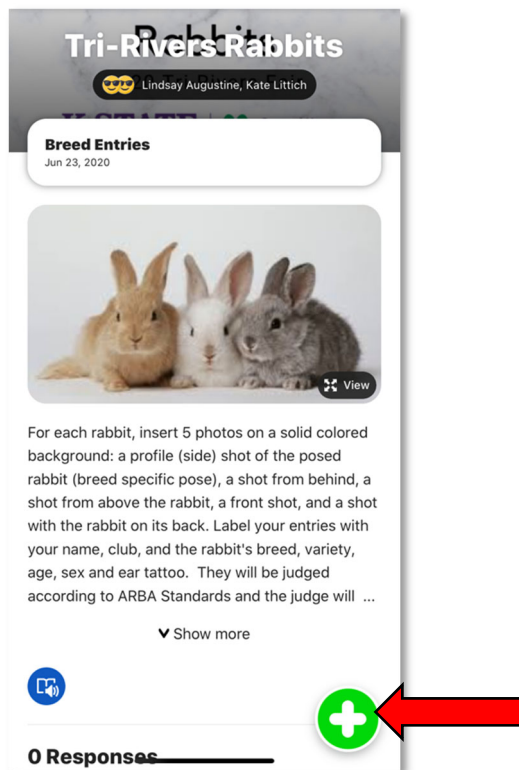 Tri-Rivers Rabbits
Lindsay Augustine, Kate Littich
Breed Entries
Jun 23, 2020
View
For each rabbit, insert 5 photos on a solid colored
background: a profile (side) shot of the posed
rabbit (breed specific pose), a shot from behind, a
shot from above the rabbit, a front shot, and a shot
with the rabbit on its back. Label your entries with
your name, club, and the rabbit's breed, variety,
age, sex and ear tattoo.  They will be judged
according to ARBA Standards and the judge will ...
Show more
0 Responses